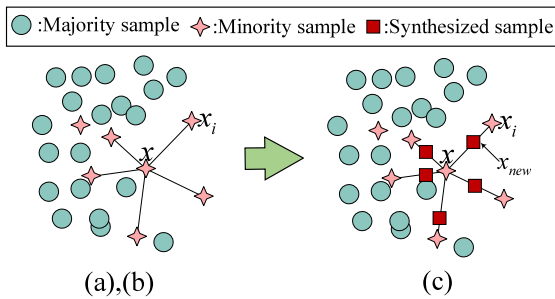 :Majority sample :Minority sample :Synthesized sample
x_i x_i
x x
x_new
(a),(b) (c)